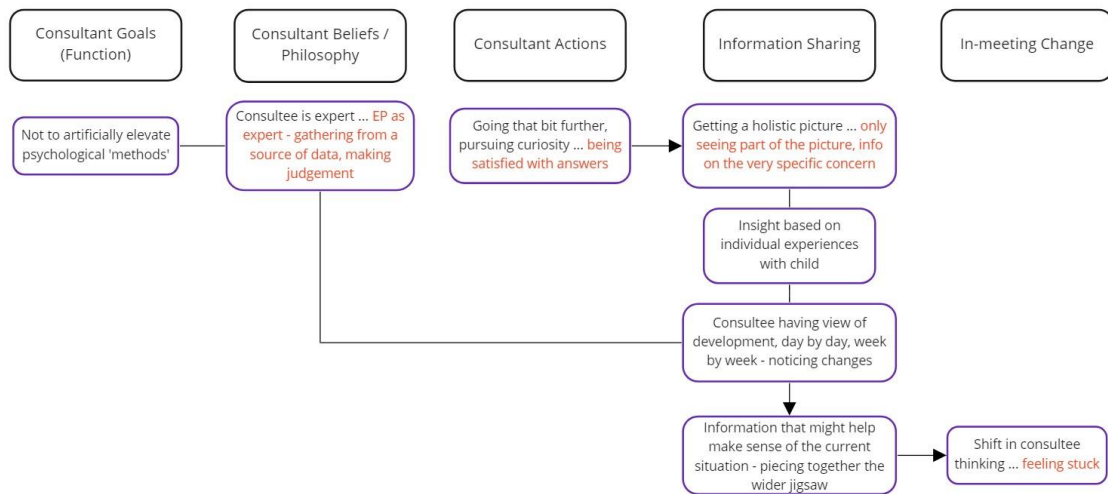 Consultant Goals
(Function)
Consultant Beliefs /
Philosophy
Consultant Actions
Information Sharing
In-meeting Change
Not to artificially elevate
psychological 'methods'
Consultee is expert ... EP as
expert - gathering from a
source of data, making
judgement
Going that bit further,
pursuing curiosity ... being
satisfied with answers
Getting a holistic picture ... only
seeing part of the picture, info
on the very specific concern
Insight based on
individual experiences
with child
Consultee having view of
development, day by day, week
by week - noticing changes
Information that might help
make sense of the current
situation - piecing together the
wider jigsaw
Shift in consultee
thinking ... feeling stuck